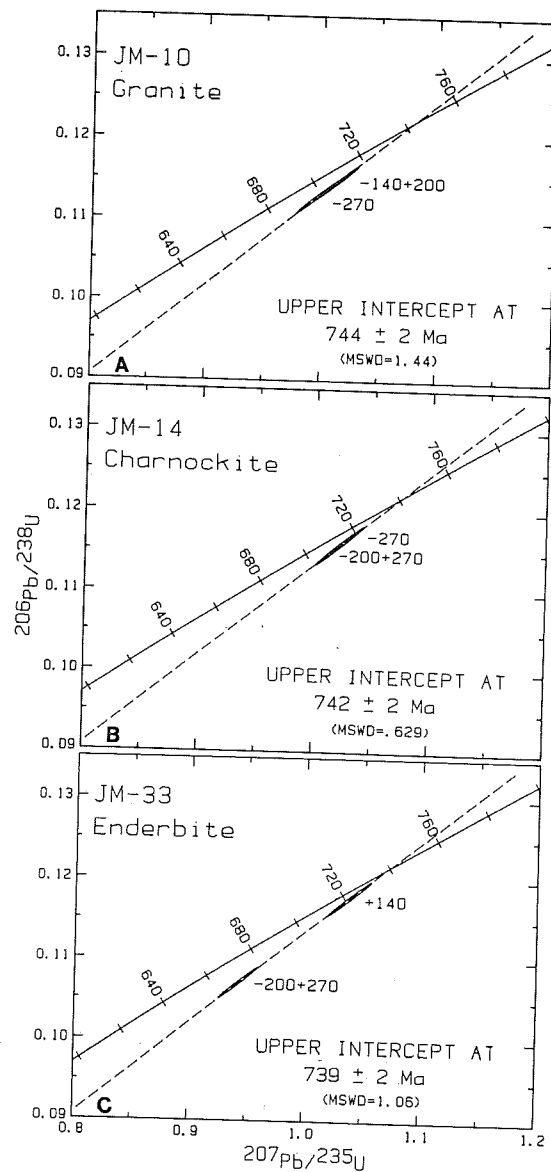 JM-10
Granite
0.13
0.12
0.11
0.10
0.09
640
680
720
760
-140+200
-270
UPPER INTERCEPT AT
744 ± 2 Ma
(MSWD=1.44)
A
JM-14
Charnockite
0.13
0.12
0.11
0.10
0.09
640
680
720
760
-270
-200+270
UPPER INTERCEPT AT
742 ± 2 Ma
(MSWD=.629)
B
206Pb/238U
JM-33
Enderbite
0.13
0.12
0.11
0.10
0.09
640
680
720
760
+140
-200+270
UPPER INTERCEPT AT
739 ± 2 Ma
(MSWD=1.06)
C
0.8
0.9
1.0
1.1
1.2
207Pb/235U